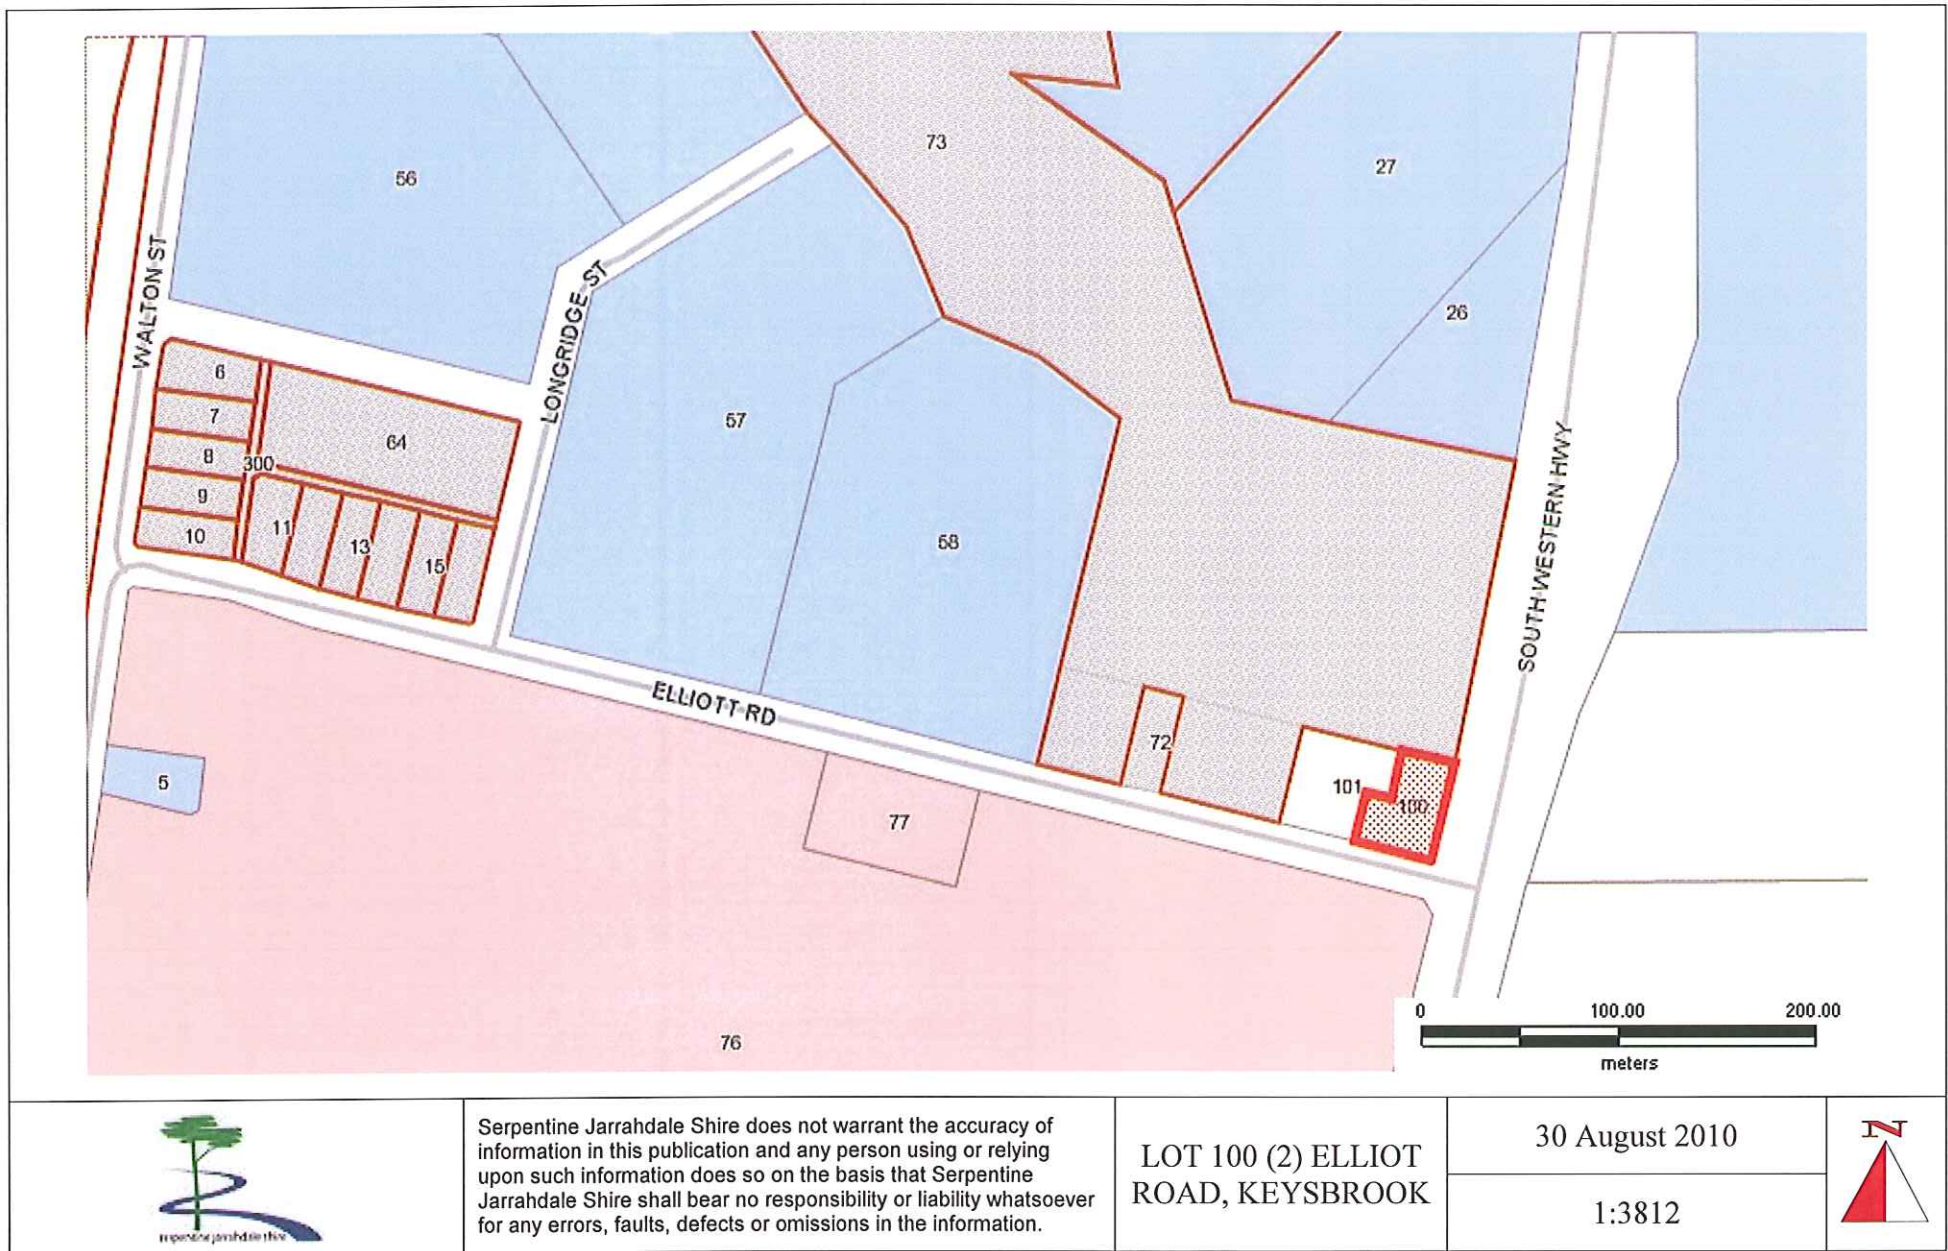 73
27
56
26
WALTON ST
LONGRIDGE ST
6
7
64
57
8
300
9
10
11
13
15
58
SOUTH WESTERN HWY
ELLIOTT RD
72
5
101
100
77
76
0 100.00 200.00
meters
serpentine jarrahdale shire
Serpentine Jarrahdale Shire does not warrant the accuracy of
information in this publication and any person using or relying
upon such information does so on the basis that Serpentine
Jarrahdale Shire shall bear no responsibility or liability whatsoever
for any errors, faults, defects or omissions in the information.
LOT 100 (2) ELLIOT
ROAD, KEYSBROOK
30 August 2010
1:3812
N